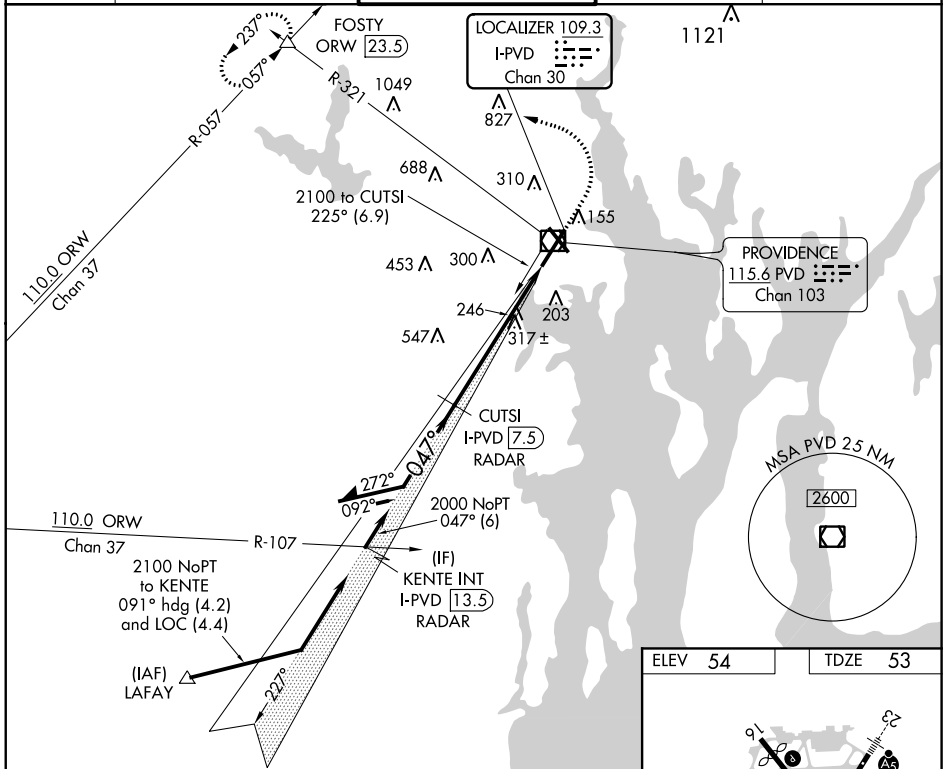 FOSTY
ORW 23.5
237°
057°
R-321
R-057
LOCALIZER 109.3
I-PVD
Chan 30
1121
1049
827
688
310
2100 to CUTSI
225° (6.9)
155
110.0 ORW
Chan 37
453
300
PROVIDENCE
115.6 PVD
Chan 103
246
203
547
317 ±
CUTSI
I-PVD 7.5
RADAR
047°
272°
092°
2000 NoPT
047° (6)
MSA PVD 25 NM
2600
110.0 ORW
Chan 37
R-107
(IF)
KENTE INT
I-PVD 13.5
RADAR
2100 NoPT
to KENTE
091° hdg (4.2)
and LOC (4.4)
(IAF)
LAFAY
227°
ELEV 54
TDZE 53
16
23
A5